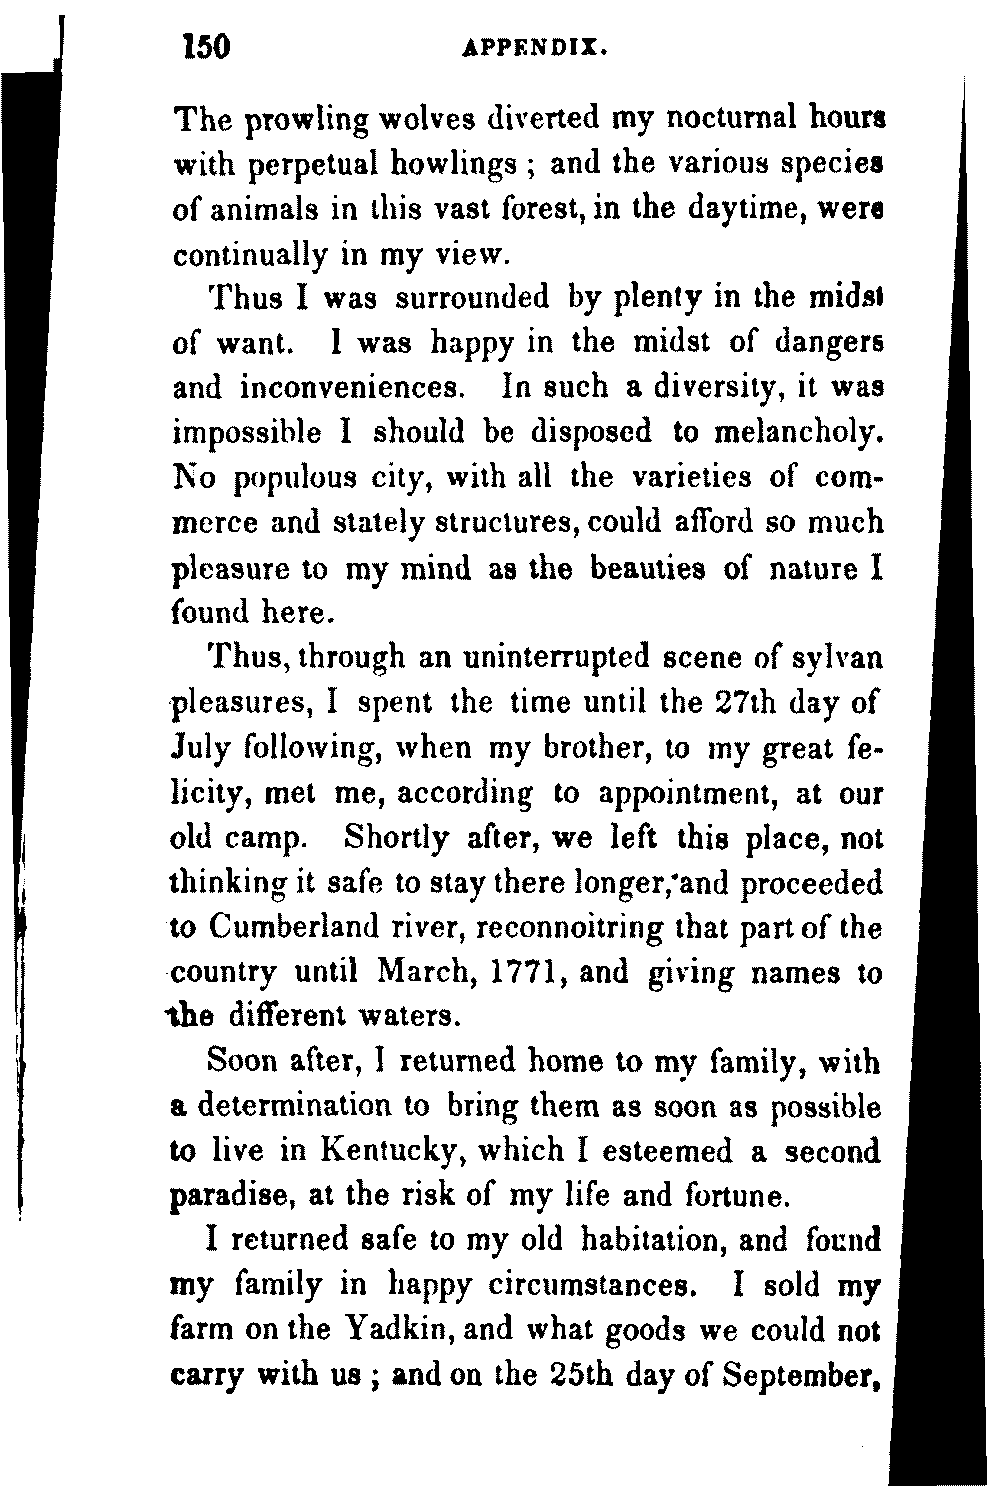 150 APPENDIX.
The prowling wolves diverted my nocturnal hours
with perpetual howlings ; and the various species
of animals in this vast forest, in the daytime, were
continually in my view.
Thus I was surrounded by plenty in the midst
of want. I was happy in the midst of dangers
and inconveniences. In such a diversity, it was
impossible I should be disposed to melancholy.
No populous city, with all the varieties of com-
merce and stately structures, could afford so much
pleasure to my mind as the beauties of nature I
found here.
Thus, through an uninterrupted scene of sylvan
pleasures, I spent the time until the 27th day of
July following, when my brother, to my great fe-
licity, met me, according to appointment, at our
old camp. Shortly after, we left this place, not
thinking it safe to stay there longer, and proceeded
to Cumberland river, reconnoitring that part of the
country until March, 1771, and giving names to
the different waters.
Soon after, I returned home to my family, with
a determination to bring them as soon as possible
to live in Kentucky, which I esteemed a second
paradise, at the risk of my life and fortune.
I returned safe to my old habitation, and found
my family in happy circumstances. I sold my
farm on the Yadkin, and what goods we could not
carry with us ; and on the 25th day of September,